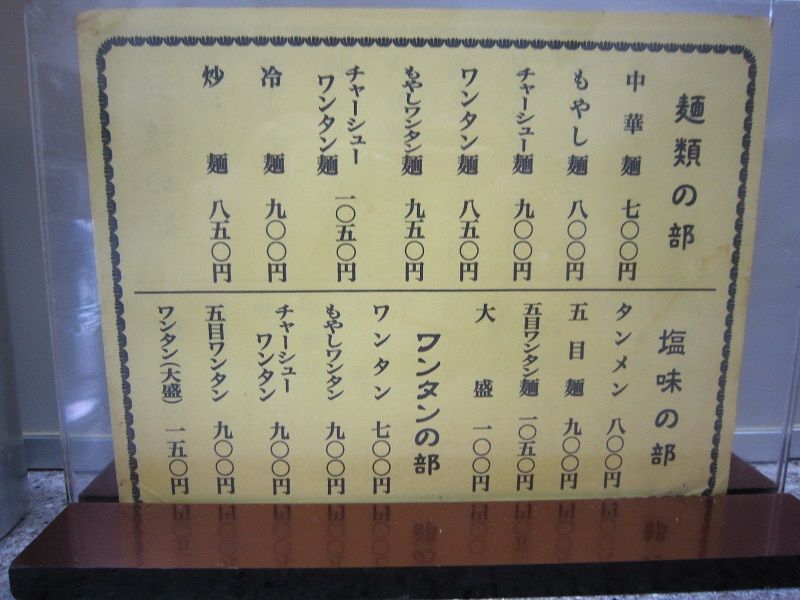 麺類の部
中華麺 七〇〇円
もやし麺 八〇〇円
チャーシュー麺 九〇〇円
ワンタン麺 八五〇円
もやしワンタン麺 九五〇円
チャーシューワンタン麺 一〇五〇円
冷麺 九〇〇円
炒麺 八五〇円
塩味の部
タンメン 八〇〇円
五目麺 九〇〇円
五目ワンタン麺 一〇五〇円
大盛 一〇〇円
ワンタンの部
ワンタン 七〇〇円
もやしワンタン 九〇〇円
チャーシューワンタン 九〇〇円
五目ワンタン 九〇〇円
ワンタン(大盛) 一五〇円